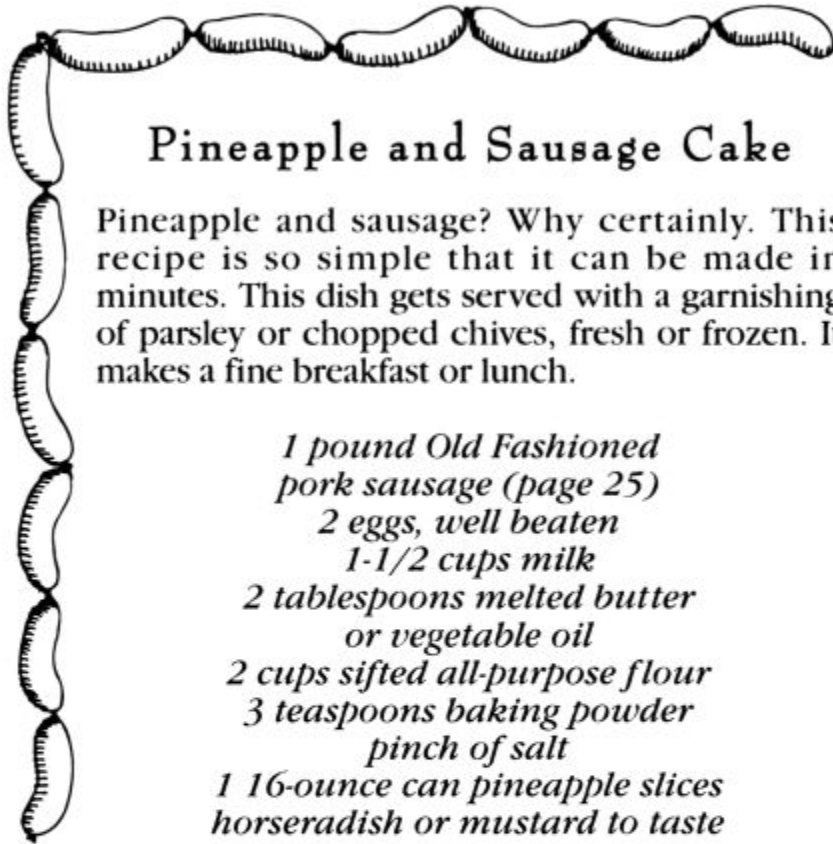 Pineapple and Sausage Cake
Pineapple and sausage? Why certainly. This
recipe is so simple that it can be made in
minutes. This dish gets served with a garnishing
of parsley or chopped chives, fresh or frozen. It
makes a fine breakfast or lunch.
1 pound Old Fashioned
pork sausage (page 25)
2 eggs, well beaten
1-1/2 cups milk
2 tablespoons melted butter
or vegetable oil
2 cups sifted all-purpose flour
3 teaspoons baking powder
pinch of salt
1 16-ounce can pineapple slices
horseradish or mustard to taste